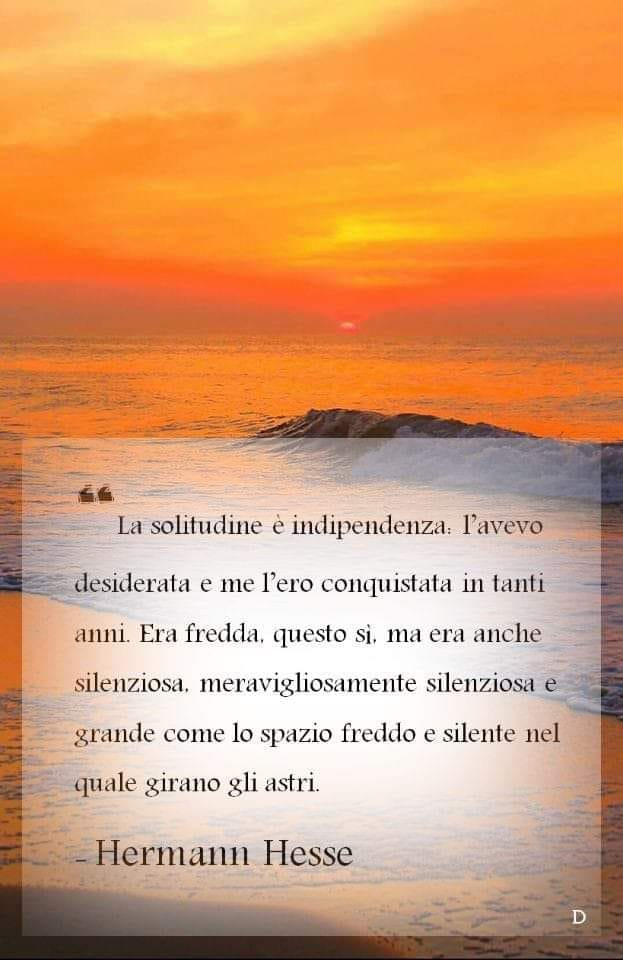 “
La solitudine è indipendenza: l’avevo
desiderata e me l’ero conquistata in tanti
anni. Era fredda, questo sì, ma era anche
silenziosa, meravigliosamente silenziosa e
grande come lo spazio freddo e silente nel
quale girano gli astri.
– Hermann Hesse
D